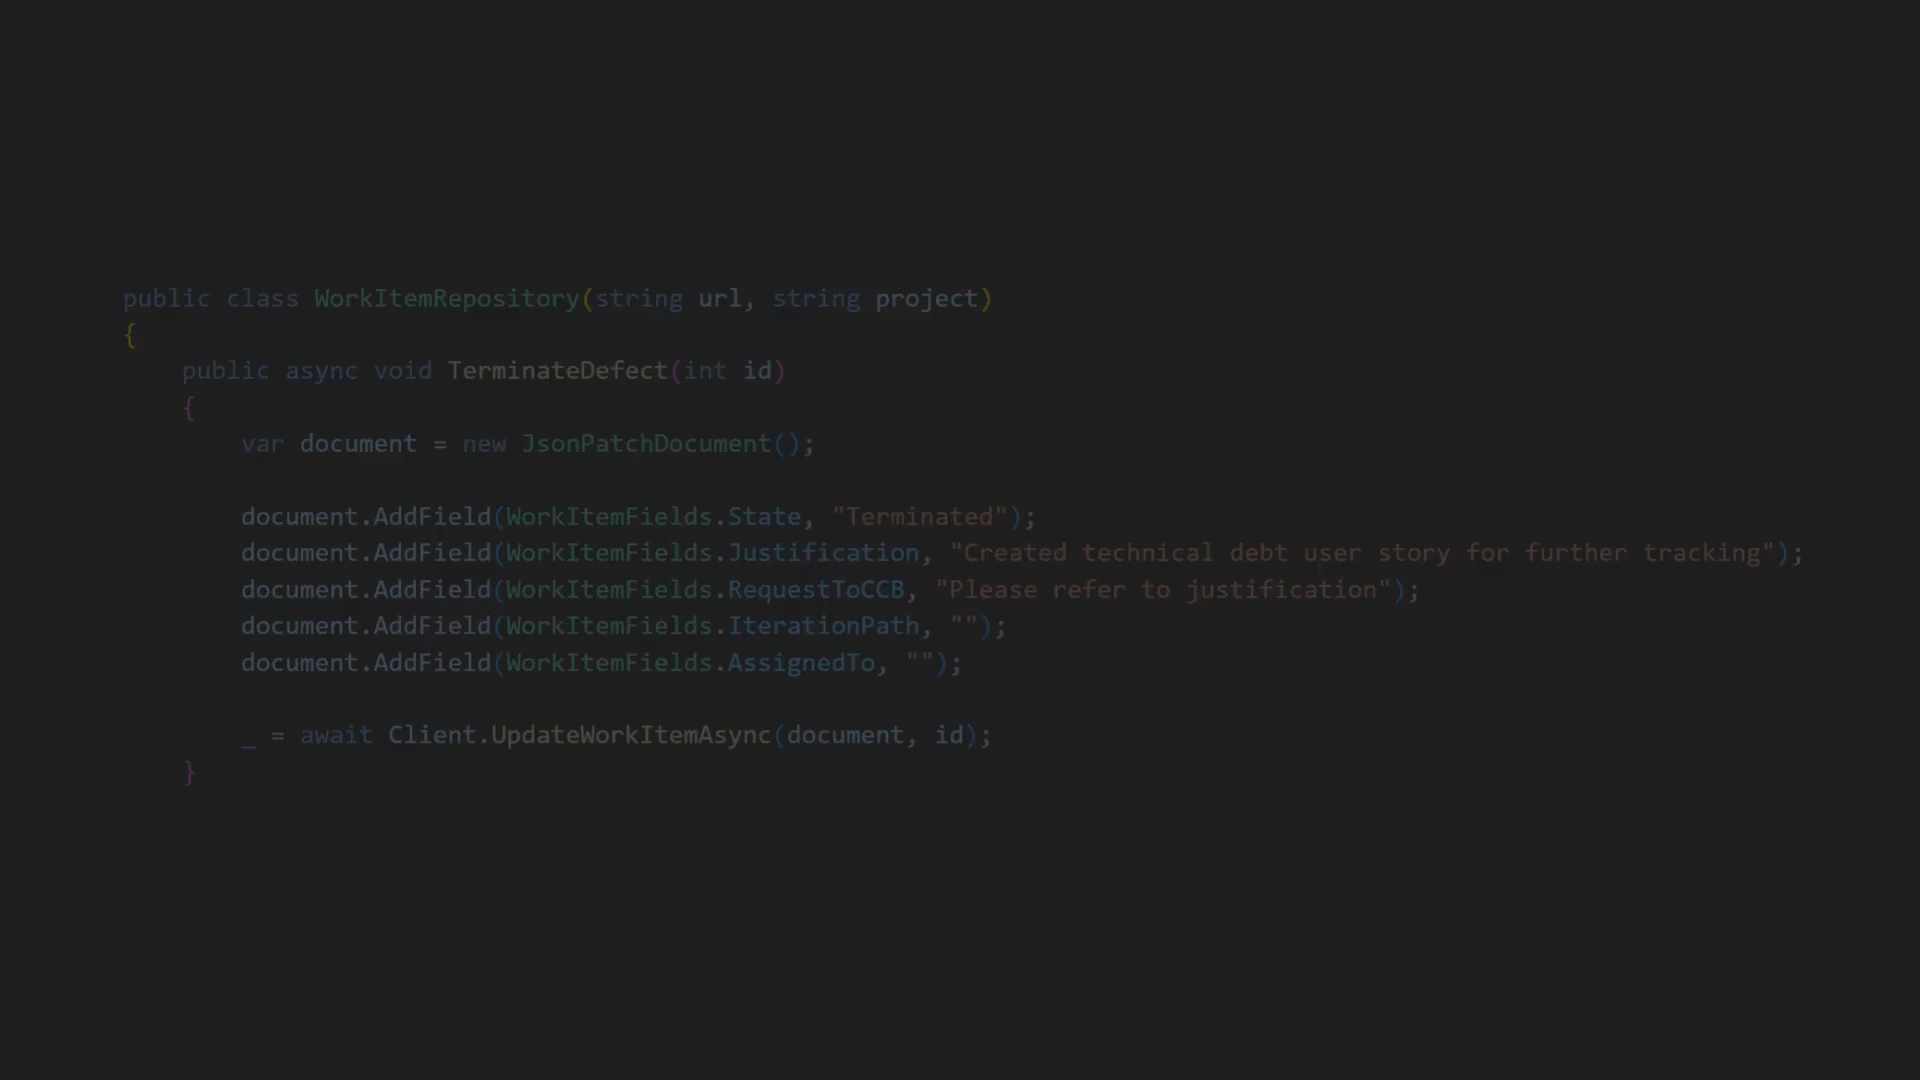 public class WorkItemRepository(string url, string project)
{
    public async void TerminateDefect(int id)
    {
        var document = new JsonPatchDocument();

        document.AddField(WorkItemFields.State, "Terminated");
        document.AddField(WorkItemFields.Justification, "Created technical debt user story for further tracking");
        document.AddField(WorkItemFields.RequestToCCB, "Please refer to justification");
        document.AddField(WorkItemFields.IterationPath, "");
        document.AddField(WorkItemFields.AssignedTo, "");

        _ = await Client.UpdateWorkItemAsync(document, id);
    }